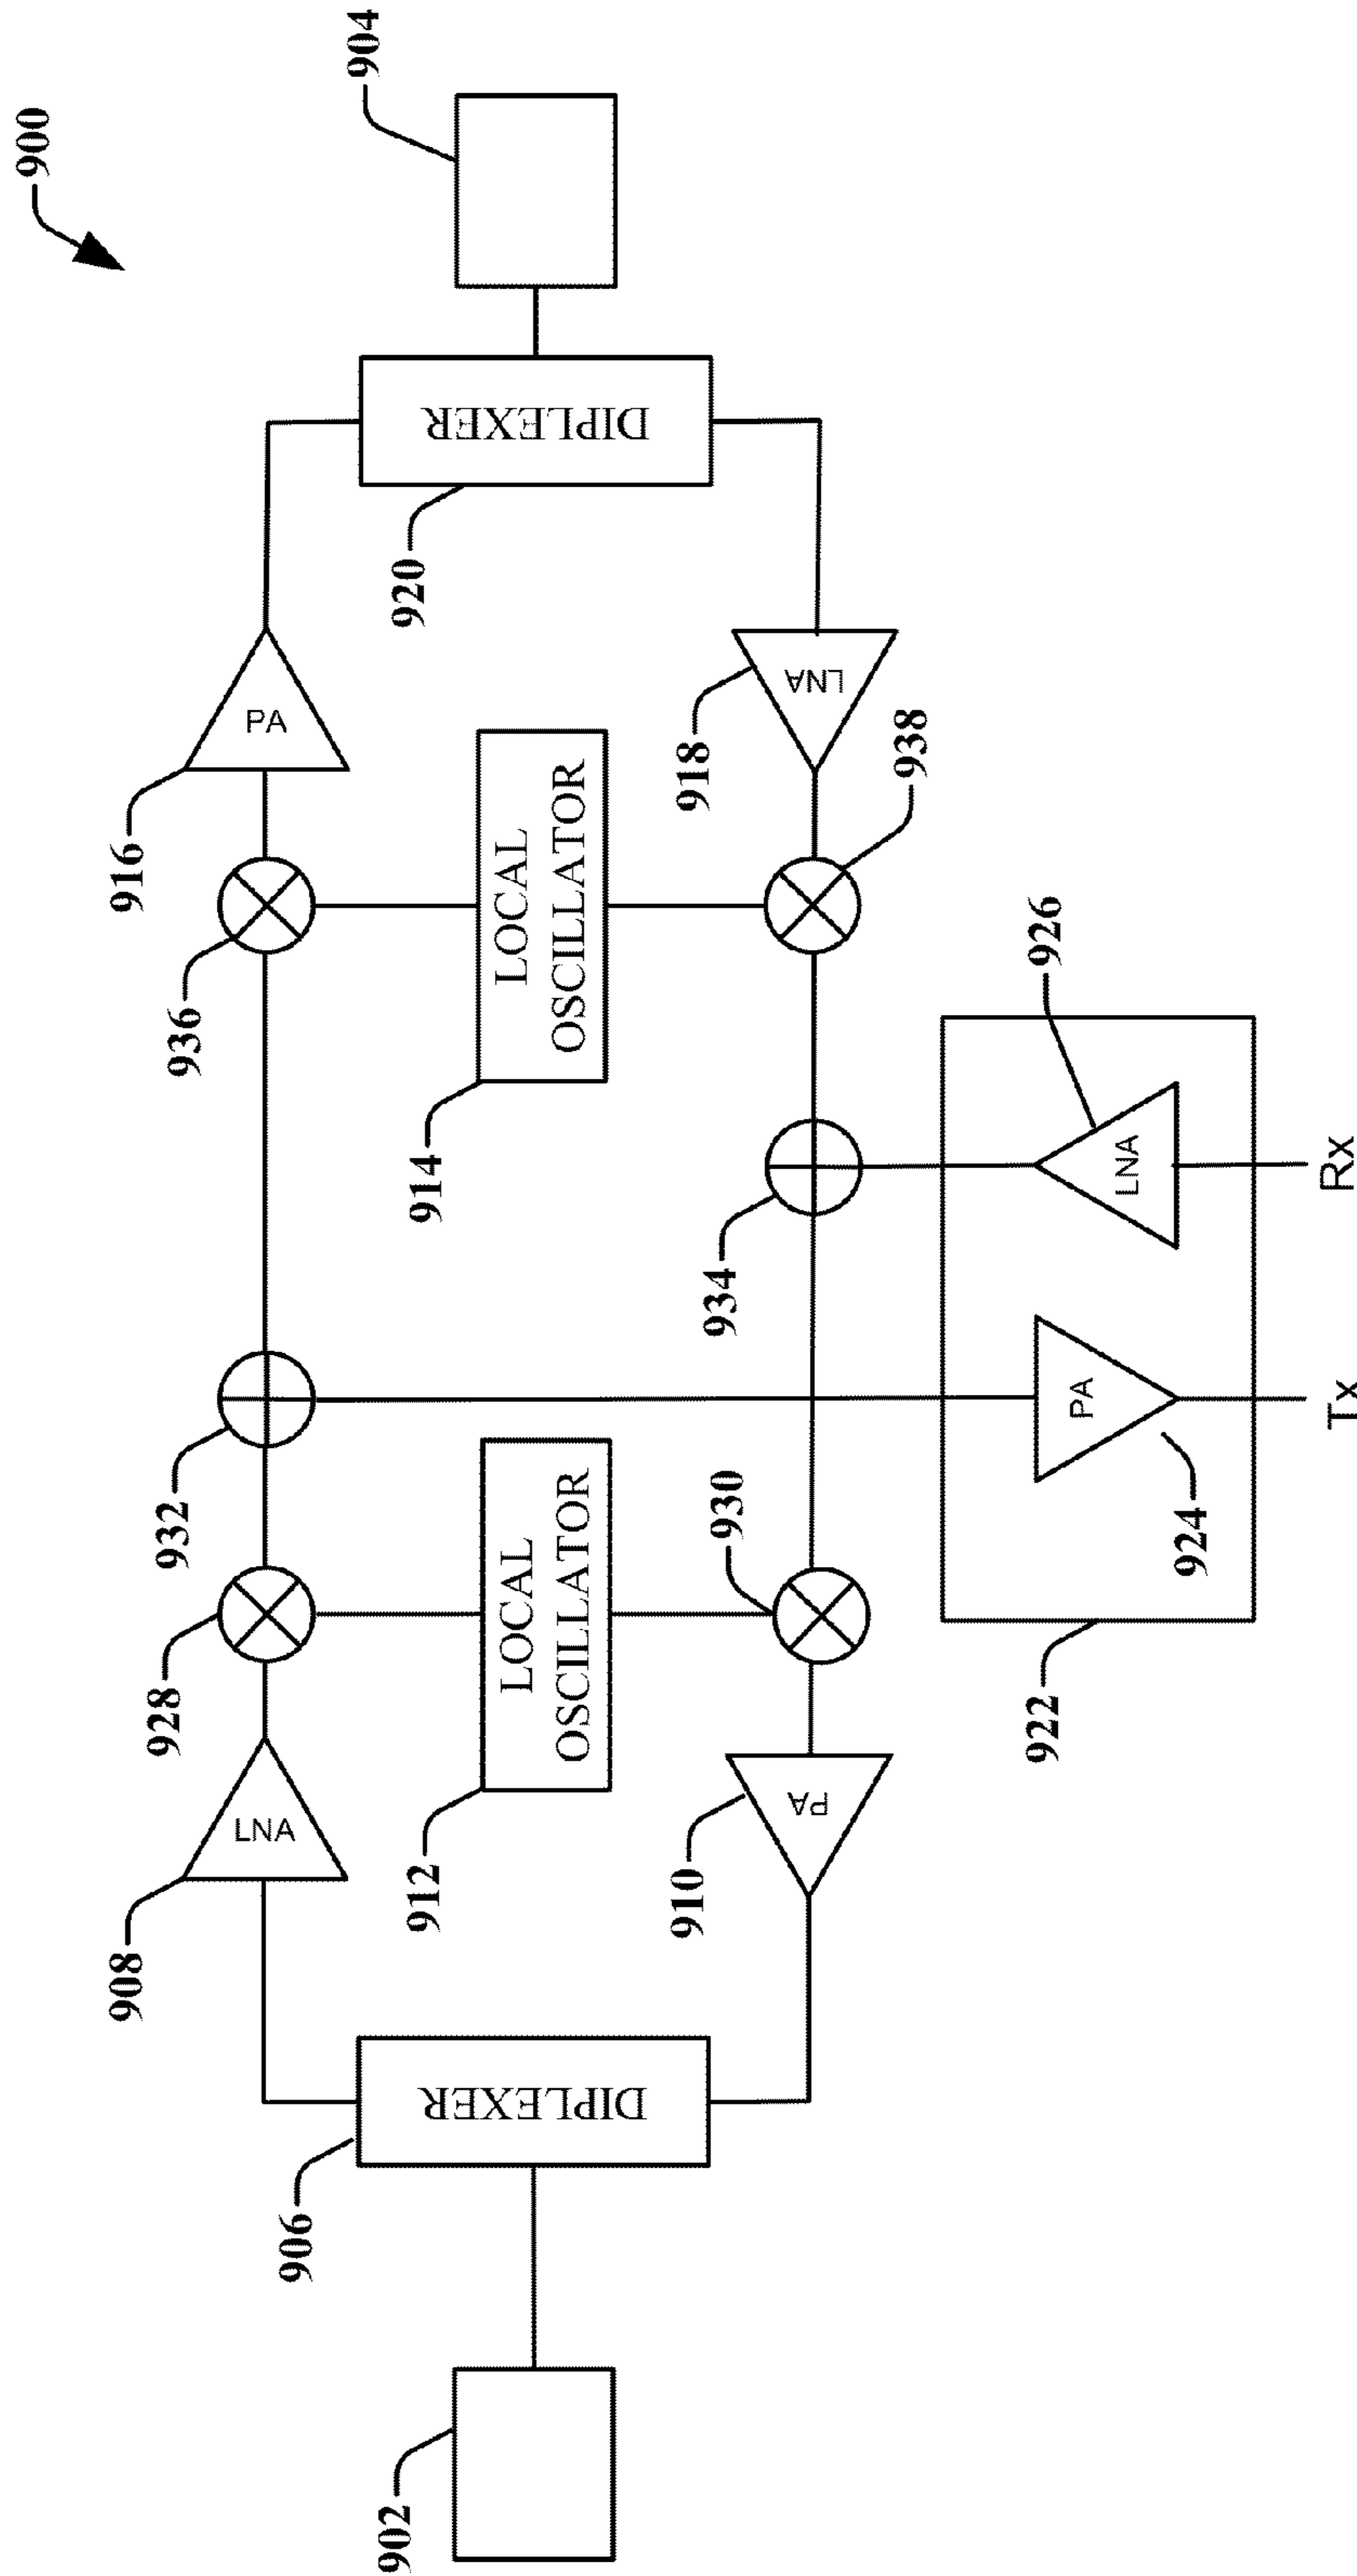 900
904
DIPLEXER
920
PA
916
LNA
918
936
LOCAL
OSCILLATOR
938
914
926
LNA
934
Rx
932
LOCAL
OSCILLATOR
930
PA
924
Tx
928
922
LNA
912
PA
910
908
DIPLEXER
906
902